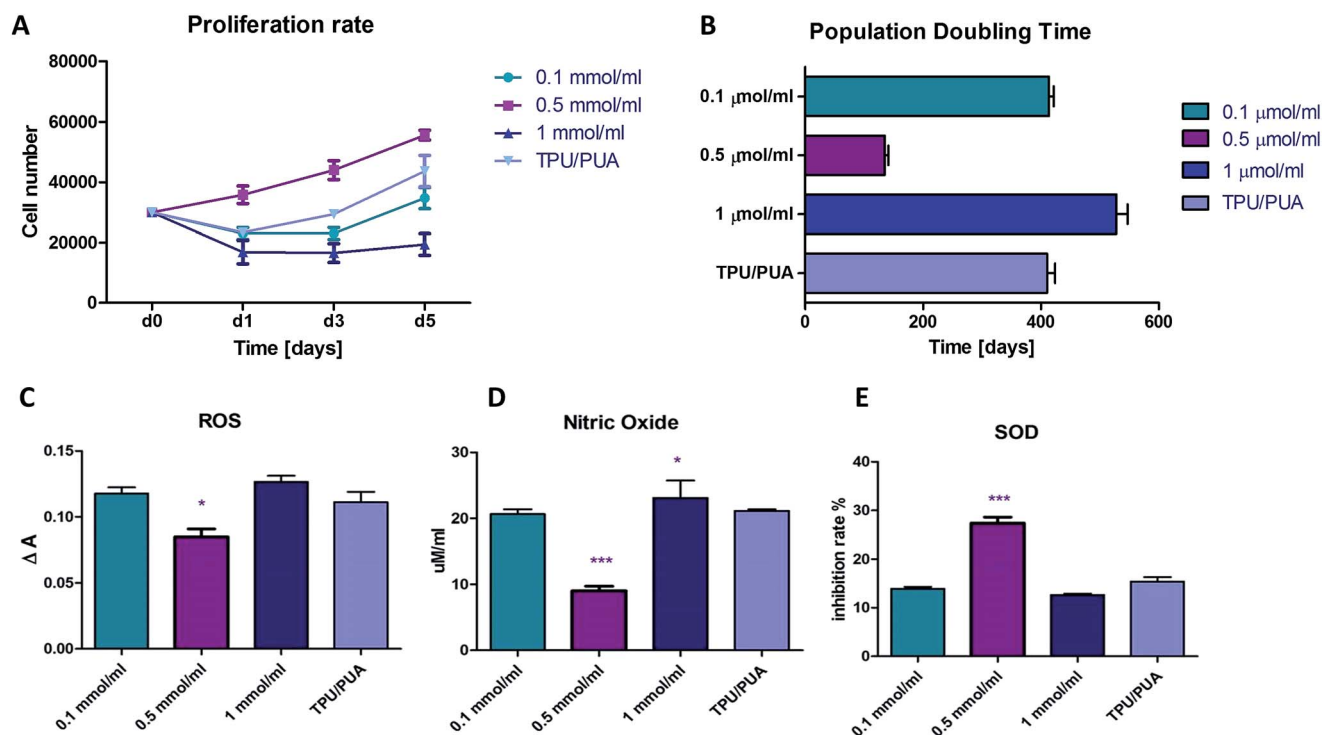 A
Proliferation rate
80000
60000
40000
20000
0
Cell number
d0 d1 d3 d5
Time [days]
0.1 mmol/ml
0.5 mmol/ml
1 mmol/ml
TPU/PUA
B
Population Doubling Time
0.1 µmol/ml
0.5 µmol/ml
1 µmol/ml
TPU/PUA
0 200 400 600
Time [days]
0.1 µmol/ml
0.5 µmol/ml
1 µmol/ml
TPU/PUA
C
ROS
0.15
0.10
0.05
0.00
Δ A
*
0.1 mmol/ml
0.5 mmol/ml
1 mmol/ml
TPU/PUA
D
Nitric Oxide
30
20
10
0
uM/ml
***
*
0.1 mmol/ml
0.5 mmol/ml
1 mmol/ml
TPU/PUA
E
SOD
40
30
20
10
0
inhibition rate %
***
0.1 mmol/ml
0.5 mmol/ml
1 mmol/ml
TPU/PUA